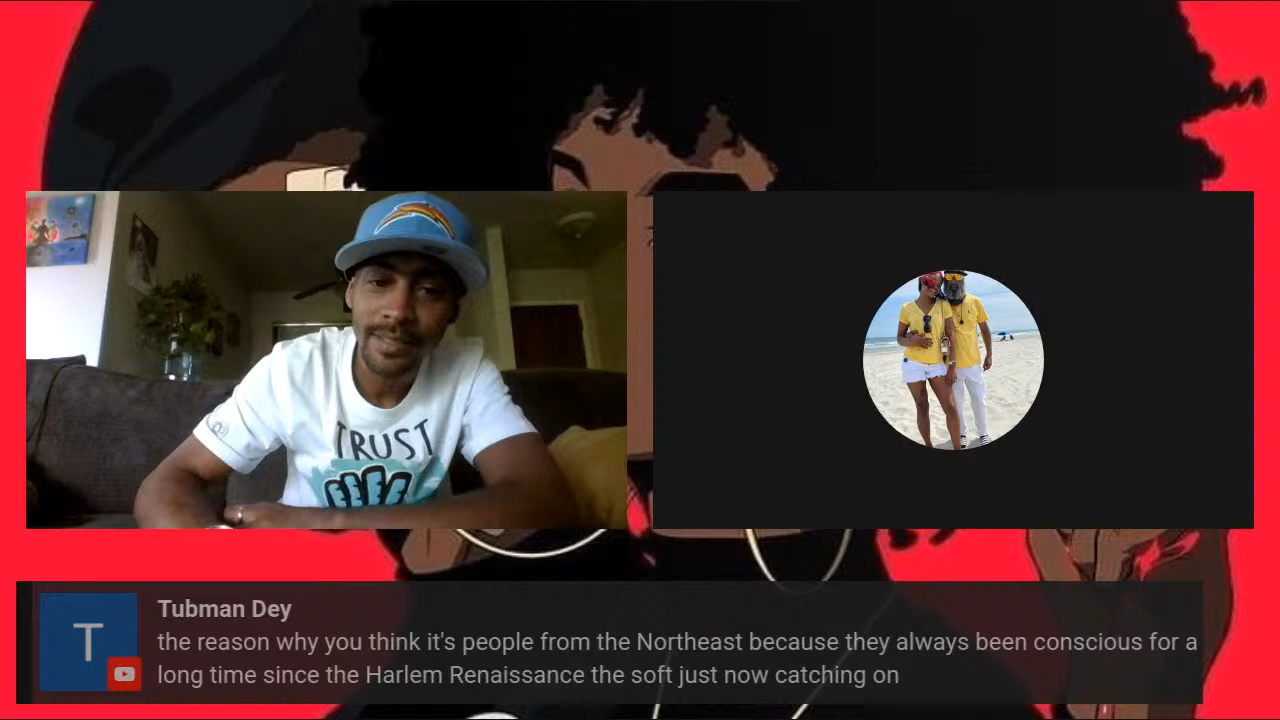 TRUST
T
Tubman Dey
the reason why you think it's people from the Northeast because they always been conscious for a
long time since the Harlem Renaissance the soft just now catching on